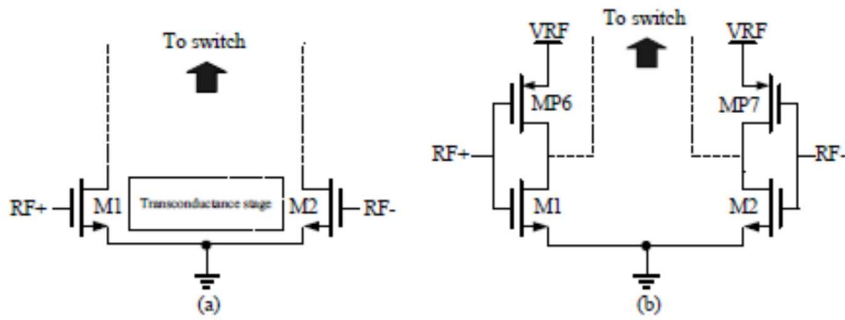 To switch
RF+
M1
Transconductance stage
M2
RF-
(a)
VRF
To switch
VRF
MP6
MP7
RF+
RF-
M1
M2
(b)